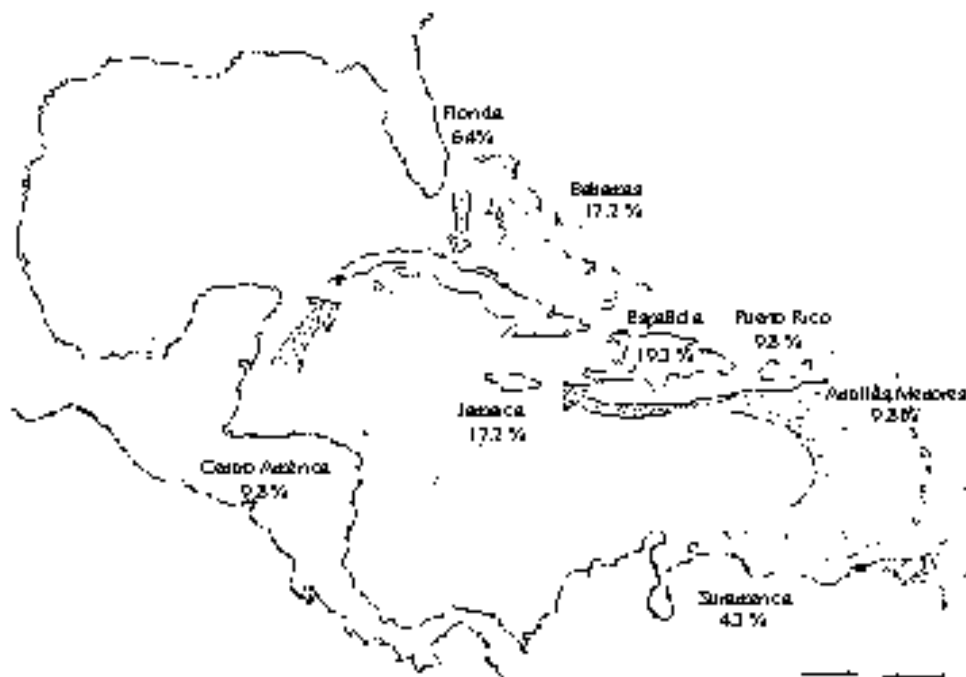 Florida
6.4%
Bahamas
17.2 %
Española
19.3 %
Puerto Rico
9.8 %
Jamaica
17.2 %
Antillas Menores
9.8%
Centro América
9.8 %
Suramérica
4.3 %